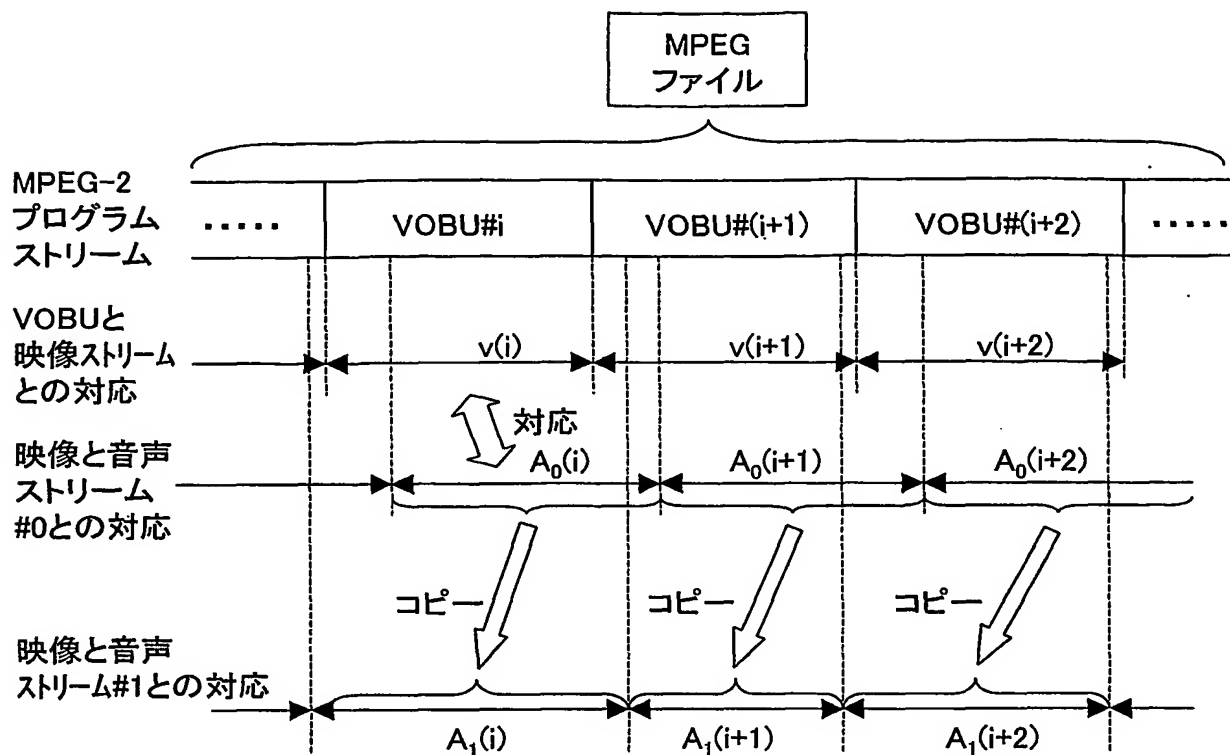 MPEG
ファイル
MPEG-2
プログラム
ストリーム
‥‥‥ VOBU#i VOBU#(i+1) VOBU#(i+2) ‥‥‥
VOBUと
映像ストリーム
との対応
v(i) v(i+1) v(i+2)
対応
映像と音声
ストリーム
#0との対応
A₀(i) A₀(i+1) A₀(i+2)
コピー コピー コピー
映像と音声
ストリーム#1との対応
A₁(i) A₁(i+1) A₁(i+2)